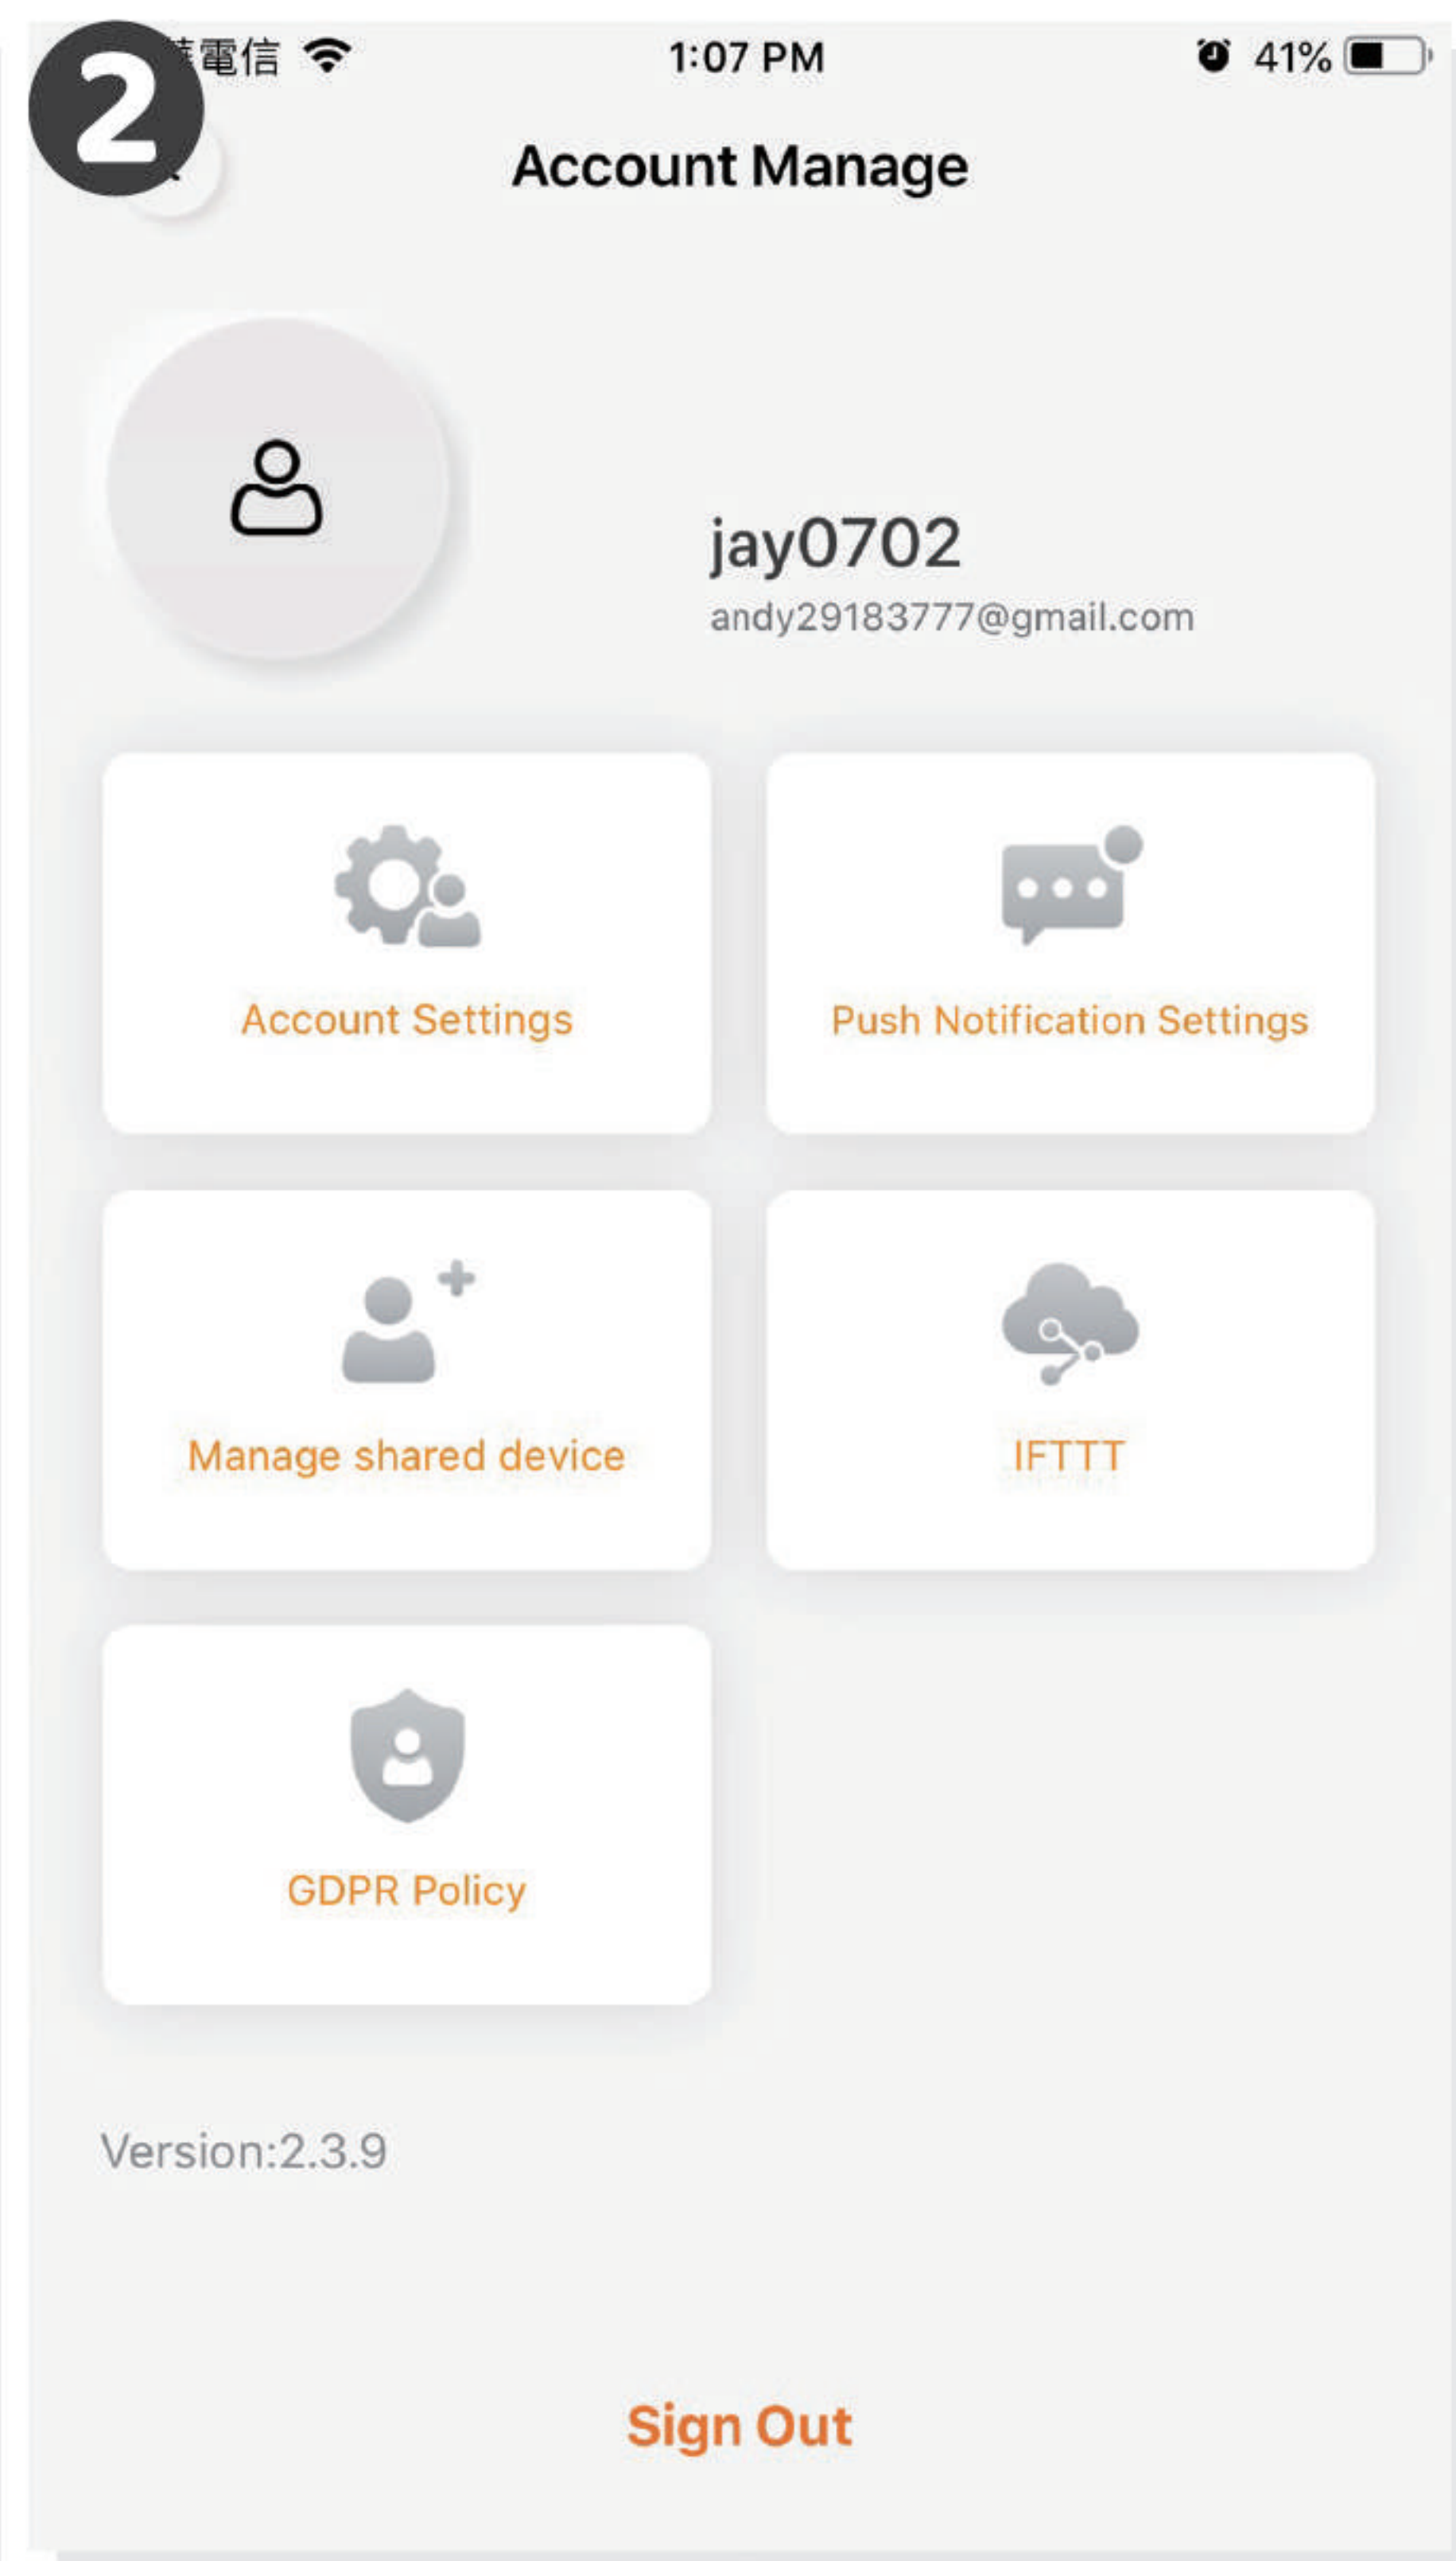 2
電信 1:07 PM 41%
Account Manage
jay0702
andy29183777@gmail.com
Account Settings
Push Notification Settings
Manage shared device
IFTTT
GDPR Policy
Version:2.3.9
Sign Out